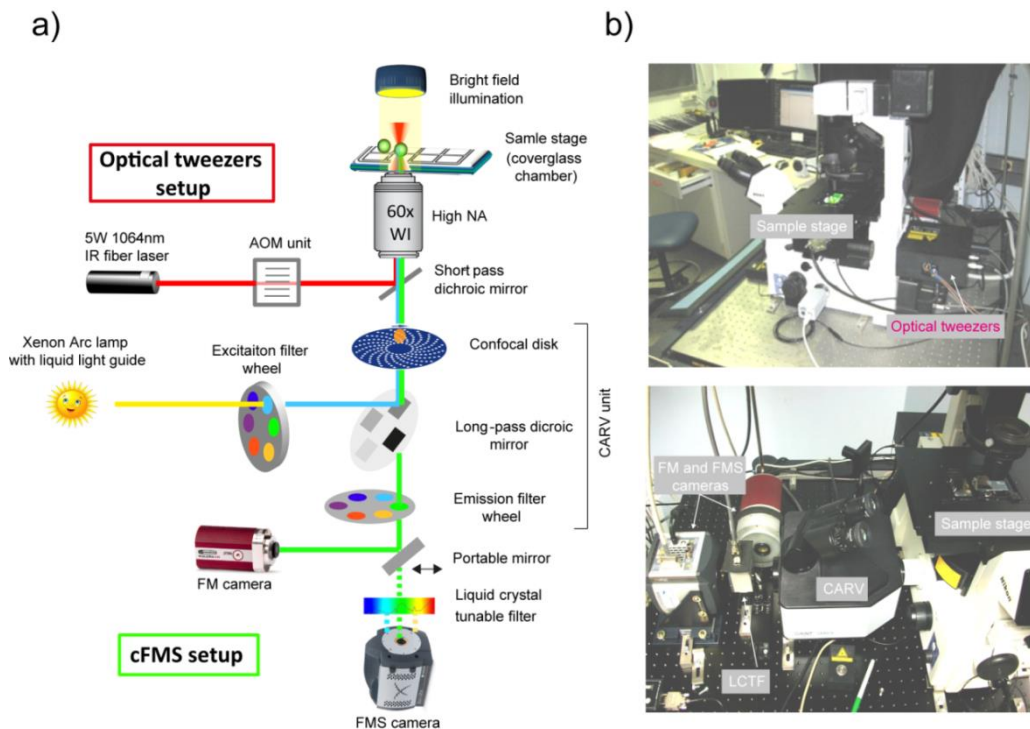 a)
Bright field
illumination
Samle stage
(coverglass
chamber)
Optical tweezers
setup
60x
WI
High NA
5W 1064nm
IR fiber laser
AOM unit
Short pass
dichroic mirror
Xenon Arc lamp
with liquid light guide
Excitaiton filter
wheel
Confocal disk
Long-pass dicroic
mirror
CARV unit
Emission filter
wheel
FM camera
Portable mirror
Liquid crystal
tunable filter
cFMS setup
FMS camera
b)
Sample stage
Optical tweezers
FM and FMS
cameras
Sample stage
CARV
LCTF